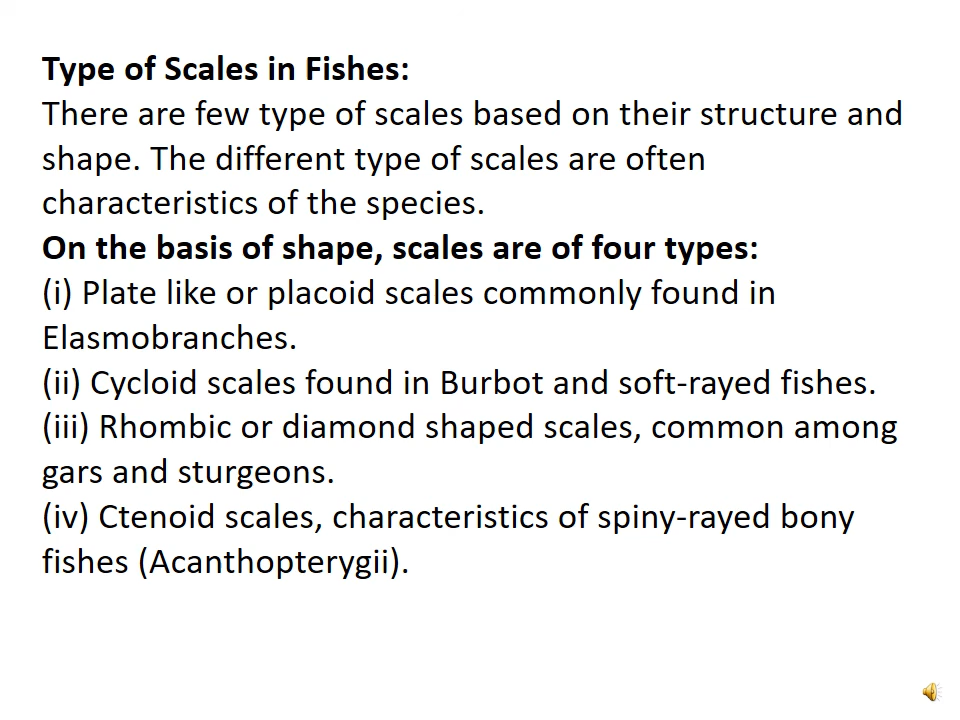 Type of Scales in Fishes:
There are few type of scales based on their structure and
shape. The different type of scales are often
characteristics of the species.
On the basis of shape, scales are of four types:
(i) Plate like or placoid scales commonly found in
Elasmobranches.
(ii) Cycloid scales found in Burbot and soft-rayed fishes.
(iii) Rhombic or diamond shaped scales, common among
gars and sturgeons.
(iv) Ctenoid scales, characteristics of spiny-rayed bony
fishes (Acanthopterygii).